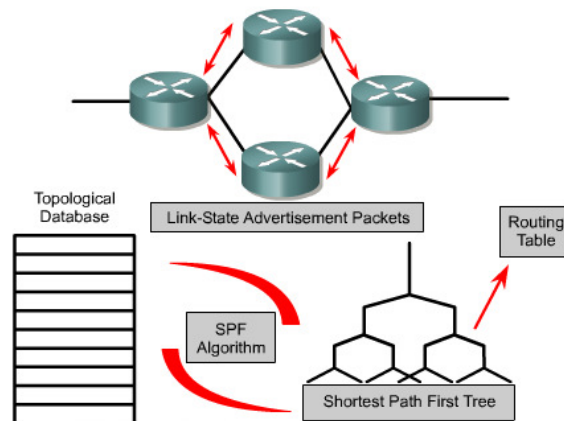 Link-State Advertisement Packets
Topological
Database
Routing
Table
SPF
Algorithm
Shortest Path First Tree